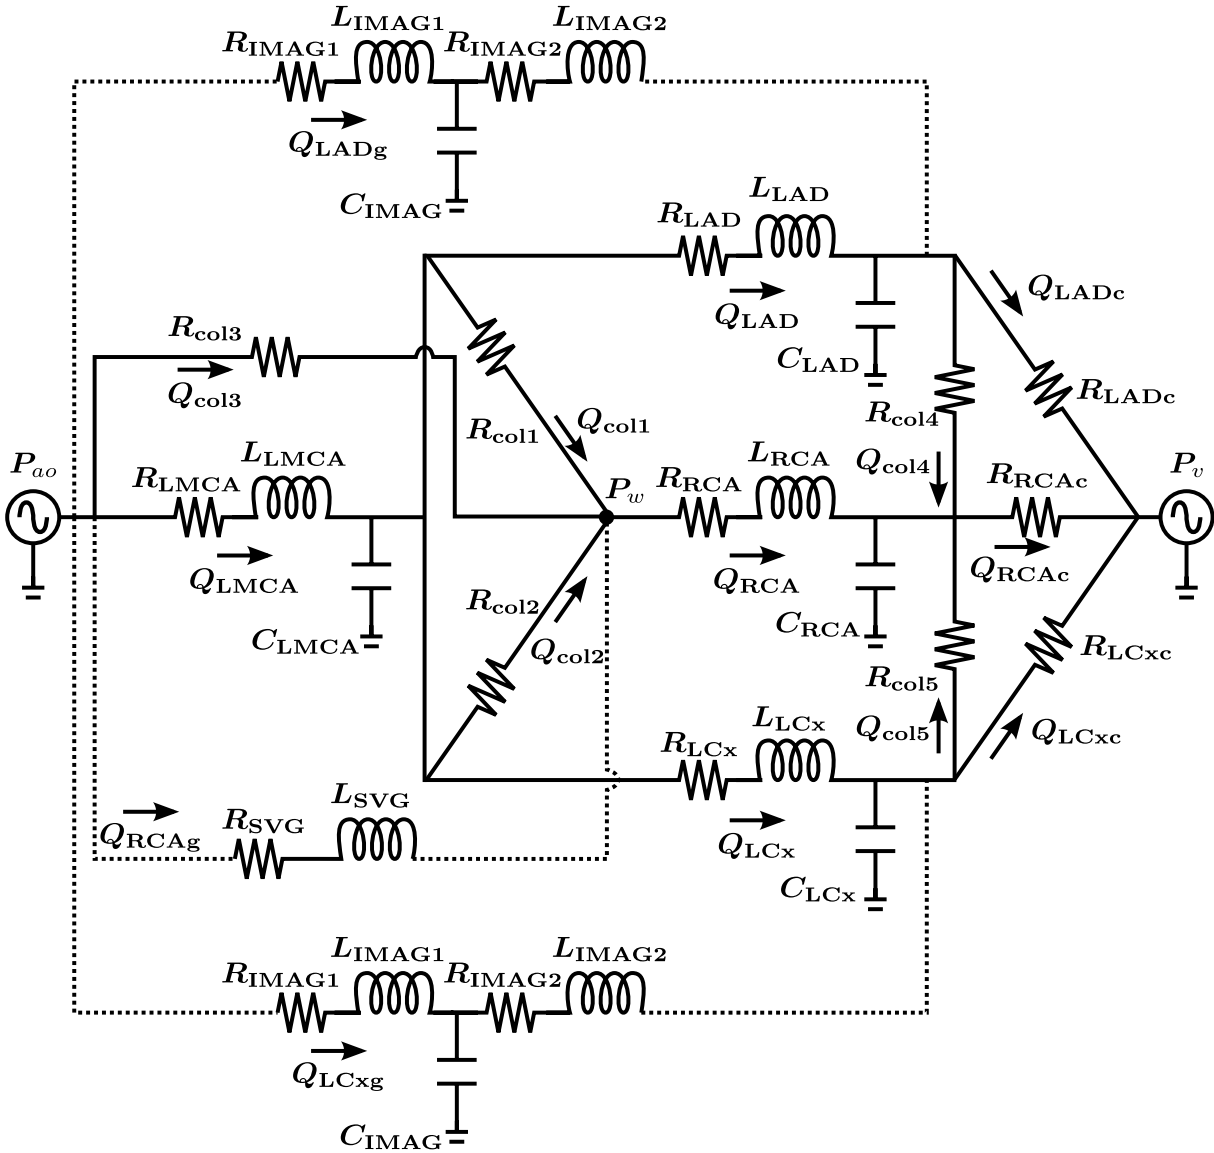 L_IMAG1
L_IMAG2
R_IMAG1
R_IMAG2
Q_LADg
C_IMAG
L_LAD
R_LAD
Q_LADc
Q_LAD
R_col3
C_LAD
Q_col3
R_LADc
R_col1
Q_col1
R_col4
P_ao
R_LMCA
L_LMCA
P_w
R_RCA
L_RCA
Q_col4
R_RCAc
P_v
Q_LMCA
Q_RCA
Q_RCAc
R_col2
C_LMCA
C_RCA
Q_col2
R_LCxc
R_col5
L_LCx
Q_col5
Q_LCxc
R_LCx
L_SVG
R_SVG
Q_RCAg
Q_LCx
C_LCx
L_IMAG1
L_IMAG2
R_IMAG1
R_IMAG2
Q_LCxg
C_IMAG